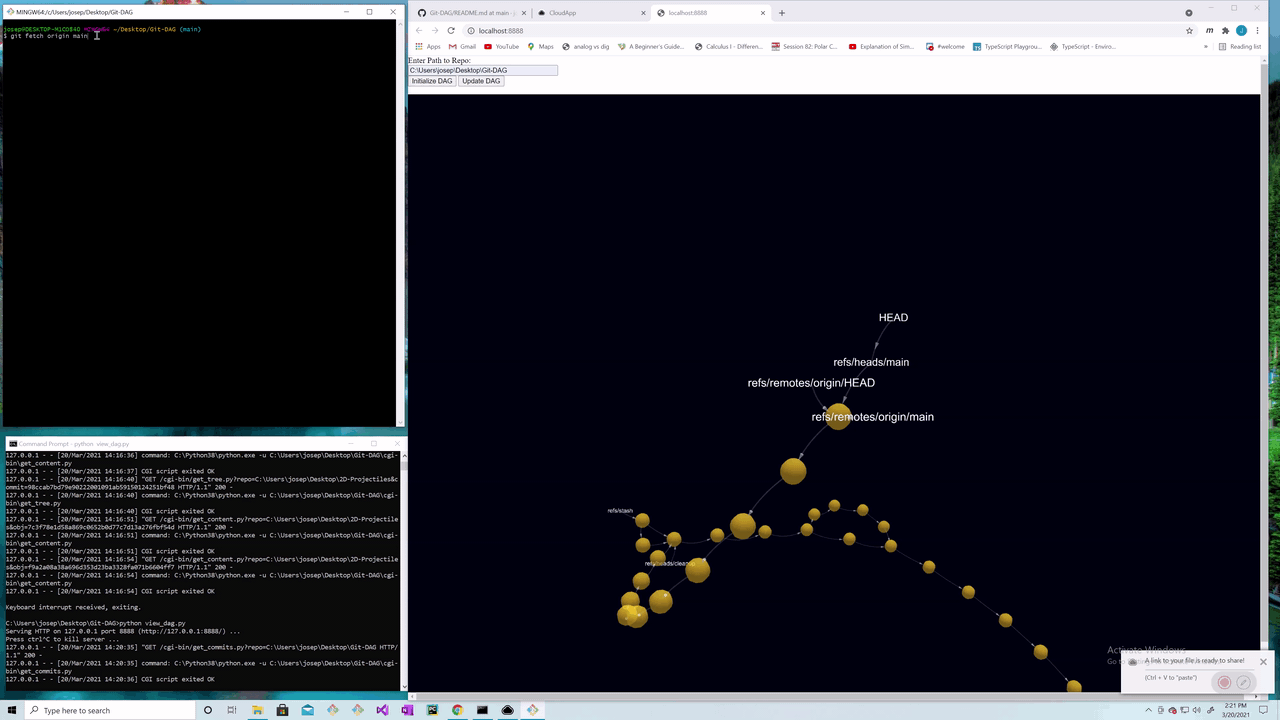 MINGW64:/c/Users/josep/Desktop/Git-DAG
josep@DESKTOP-M1CO$4O MINGW64 ~/Desktop/Git-DAG (main)
$ git fetch origin main
Command Prompt - python view_dag.py
127.0.0.1 - - [20/Mar/2021 14:16:36] command: C:\Python38\python.exe -u C:\Users\josep\Desktop\Git-DAG\cgi-
bin\get_content.py
127.0.0.1 - - [20/Mar/2021 14:16:37] CGI script exited OK
127.0.0.1 - - [20/Mar/2021 14:16:40] "GET /cgi-bin/get_tree.py?repo=C:\Users\josep\Desktop\2D-Projectiles&c
ommit=98ccab7bd79e90222001091ab59150124251bf48 HTTP/1.1" 200 -
127.0.0.1 - - [20/Mar/2021 14:16:40] command: C:\Python38\python.exe -u C:\Users\josep\Desktop\Git-DAG\cgi-
bin\get_tree.py
127.0.0.1 - - [20/Mar/2021 14:16:40] CGI script exited OK
127.0.0.1 - - [20/Mar/2021 14:16:51] "GET /cgi-bin/get_content.py?repo=C:\Users\josep\Desktop\2D-Projectile
s&obj=7c3f78e1d58a869c0652b0d77c7d13a276fbf54d HTTP/1.1" 200 -
127.0.0.1 - - [20/Mar/2021 14:16:51] command: C:\Python38\python.exe -u C:\Users\josep\Desktop\Git-DAG\cgi-
bin\get_content.py
127.0.0.1 - - [20/Mar/2021 14:16:51] CGI script exited OK
127.0.0.1 - - [20/Mar/2021 14:16:54] "GET /cgi-bin/get_content.py?repo=C:\Users\josep\Desktop\2D-Projectile
s&obj=f9a2a08a38a696d353d23ba3328fa071b6604ff7 HTTP/1.1" 200 -
127.0.0.1 - - [20/Mar/2021 14:16:54] command: C:\Python38\python.exe -u C:\Users\josep\Desktop\Git-DAG\cgi-
bin\get_content.py
127.0.0.1 - - [20/Mar/2021 14:16:54] CGI script exited OK
Keyboard interrupt received, exiting.
C:\Users\josep\Desktop\Git-DAG>python view_dag.py
Serving HTTP on 127.0.0.1 port 8888 (http://127.0.0.1:8888/) ...
Press ctrl^C to kill server ...
127.0.0.1 - - [20/Mar/2021 14:20:35] "GET /cgi-bin/get_commits.py?repo=C:\Users\josep\Desktop\Git-DAG HTTP/
1.1" 200 -
127.0.0.1 - - [20/Mar/2021 14:20:35] command: C:\Python38\python.exe -u C:\Users\josep\Desktop\Git-DAG\cgi-
bin\get_commits.py
127.0.0.1 - - [20/Mar/2021 14:20:36] CGI script exited OK
Git-DAG/README.md at main · jo
CloudApp
localhost:8888
localhost:8888
Apps Gmail YouTube Maps analog vs dig A Beginner's Guide... HTTP Headers for D... Session 82: Polar C... #welcome TypeScript Playgrou... TypeScript - Enviro... » Other bookmarks Reading list
Enter Path to Repo:
C:\Users\josep\Desktop\Git-DAG
Initialize DAG Update DAG
HEAD
refs/heads/main
refs/remotes/origin/HEAD
refs/remotes/origin/main
refs/stash
Activate Windows
A link to your file is ready to share!
(Ctrl + V to "paste")
Type here to search
2:21 PM
3/20/2021